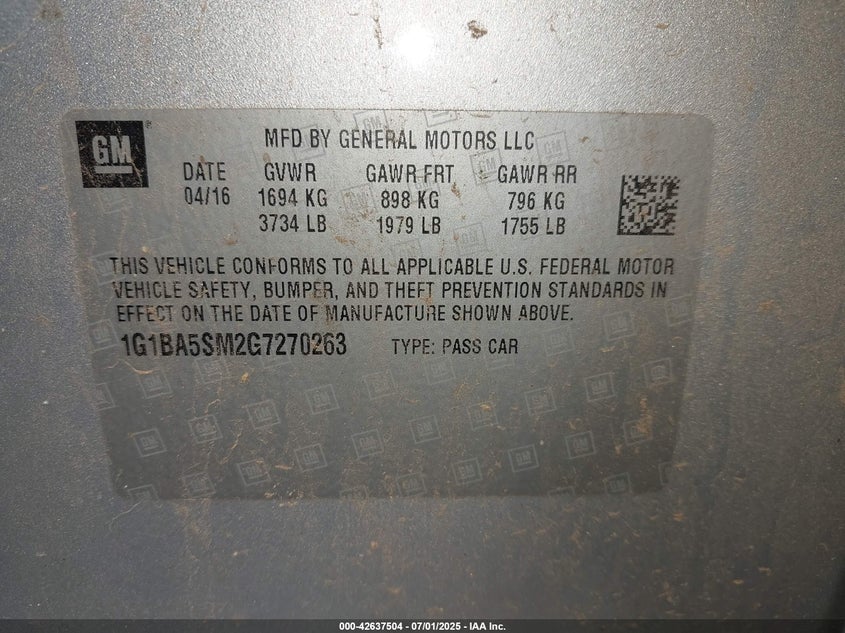 GM
MFD BY GENERAL MOTORS LLC
DATE GVWR GAWR FRT GAWR RR
04/16 1694 KG 898 KG 796 KG
3734 LB 1979 LB 1755 LB
THIS VEHICLE CONFORMS TO ALL APPLICABLE U.S. FEDERAL MOTOR
VEHICLE SAFETY, BUMPER, AND THEFT PREVENTION STANDARDS IN
EFFECT ON THE DATE OF MANUFACTURE SHOWN ABOVE.
1G1BA5SM2G7270263 TYPE: PASS CAR
000-42637504 - 07/01/2025 - IAA Inc.